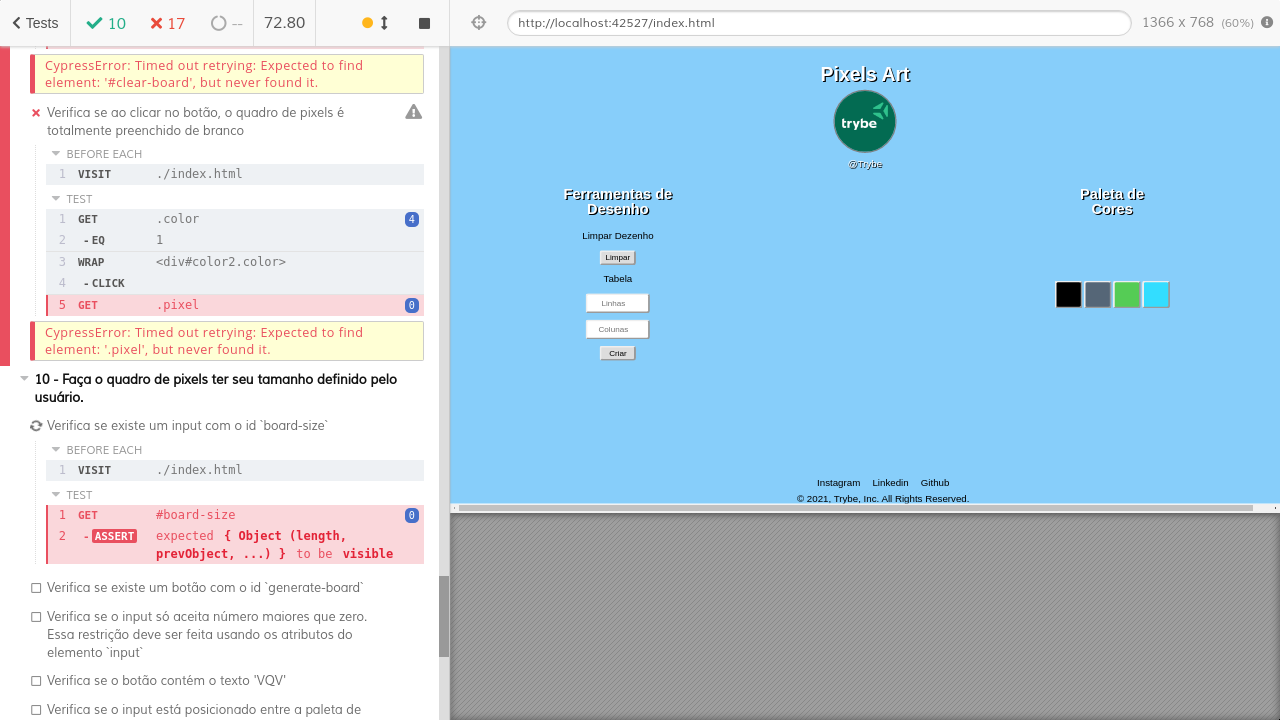 Tests
10
17
--
72.80
http://localhost:42527/index.html
1366 x 768 (60%)
CypressError: Timed out retrying: Expected to find
element: '#clear-board', but never found it.
Verifica se ao clicar no botão, o quadro de pixels é
totalmente preenchido de branco
BEFORE EACH
1 VISIT ./index.html
TEST
1 GET .color 4
2 - EQ 1
3 WRAP <div#color2.color>
4 - CLICK
5 GET .pixel 0
CypressError: Timed out retrying: Expected to find
element: '.pixel', but never found it.
10 - Faça o quadro de pixels ter seu tamanho definido pelo
usuário.
Verifica se existe um input com o id `board-size`
BEFORE EACH
1 VISIT ./index.html
TEST
1 GET #board-size 0
2 - ASSERT expected { Object (length,
prevObject, ...) } to be visible
Verifica se existe um botão com o id `generate-board`
Verifica se o input só aceita número maiores que zero.
Essa restrição deve ser feita usando os atributos do
elemento `input`
Verifica se o botão contém o texto 'VQV'
Verifica se o input está posicionado entre a paleta de
Pixels Art
trybe
@Trybe
Ferramentas de
Desenho
Limpar Dezenho
Limpar
Tabela
Linhas
Colunas
Criar
Paleta de
Cores
Instagram Linkedin Github
© 2021, Trybe, Inc. All Rights Reserved.